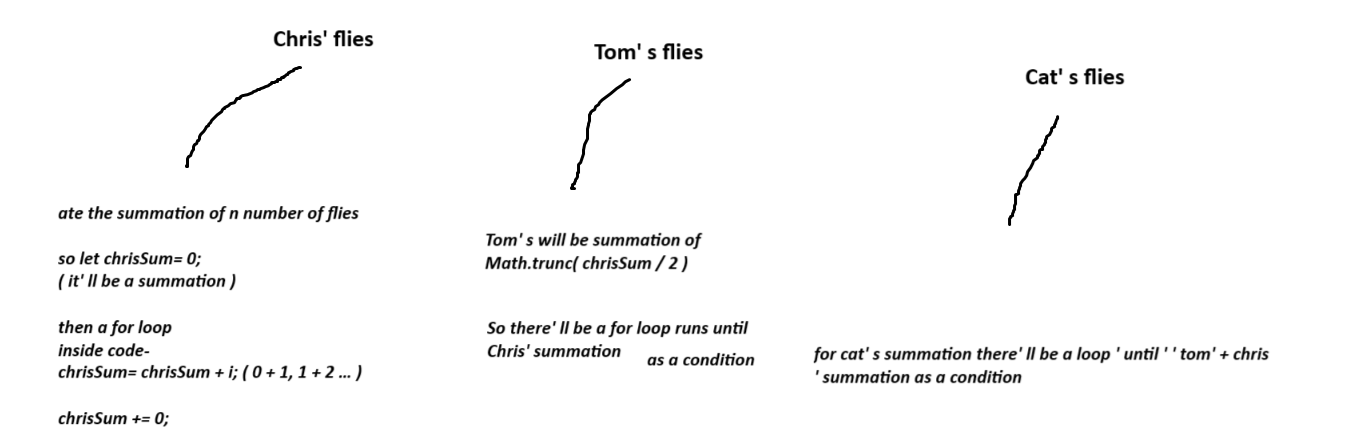 Chris' flies
ate the summation of n number of flies
so let chrisSum= 0;
( it' ll be a summation )
then a for loop
inside code-
chrisSum= chrisSum + i; ( 0 + 1, 1 + 2 ... )
chrisSum += 0;
Tom' s flies
Tom' s will be summation of
Math.trunc( chrisSum / 2 )
So there' ll be a for loop runs until
Chris' summation as a condition
Cat' s flies
for cat' s summation there' ll be a loop ' until ' ' tom' + chris
' summation as a condition